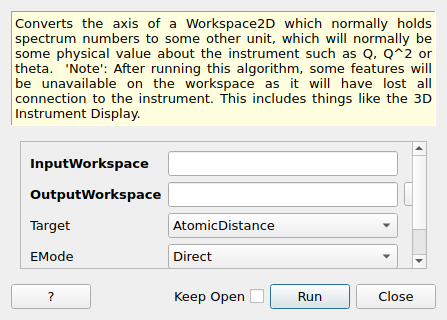 Converts the axis of a Workspace2D which normally holds
spectrum numbers to some other unit, which will normally be
some physical value about the instrument such as Q, Q^2 or
theta. 'Note': After running this algorithm, some features will
be unavailable on the workspace as it will have lost all
connection to the instrument. This includes things like the 3D
Instrument Display.
InputWorkspace
OutputWorkspace
Target AtomicDistance
EMode Direct
? Keep Open Run Close